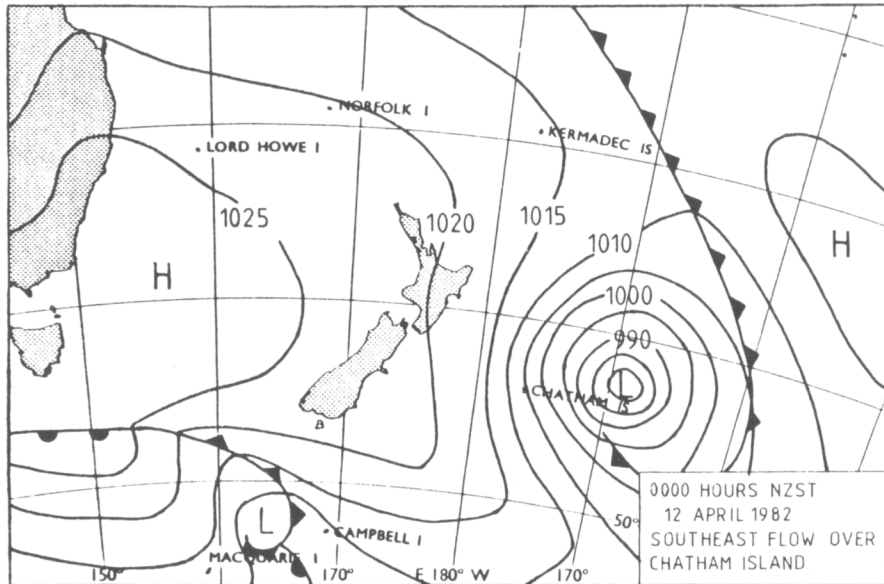 NORFOLK I
KERMADEC IS
LORD HOWE I
1025
1020
1015
1010
H
H
1000
990
L
CHATHAM IS
B
0000 HOURS NZST
12 APRIL 1982
SOUTHEAST FLOW OVER
CHATHAM ISLAND.
50°
L
CAMPBELL I
MACQUARIE I
150°
170°
E 180° W
170°